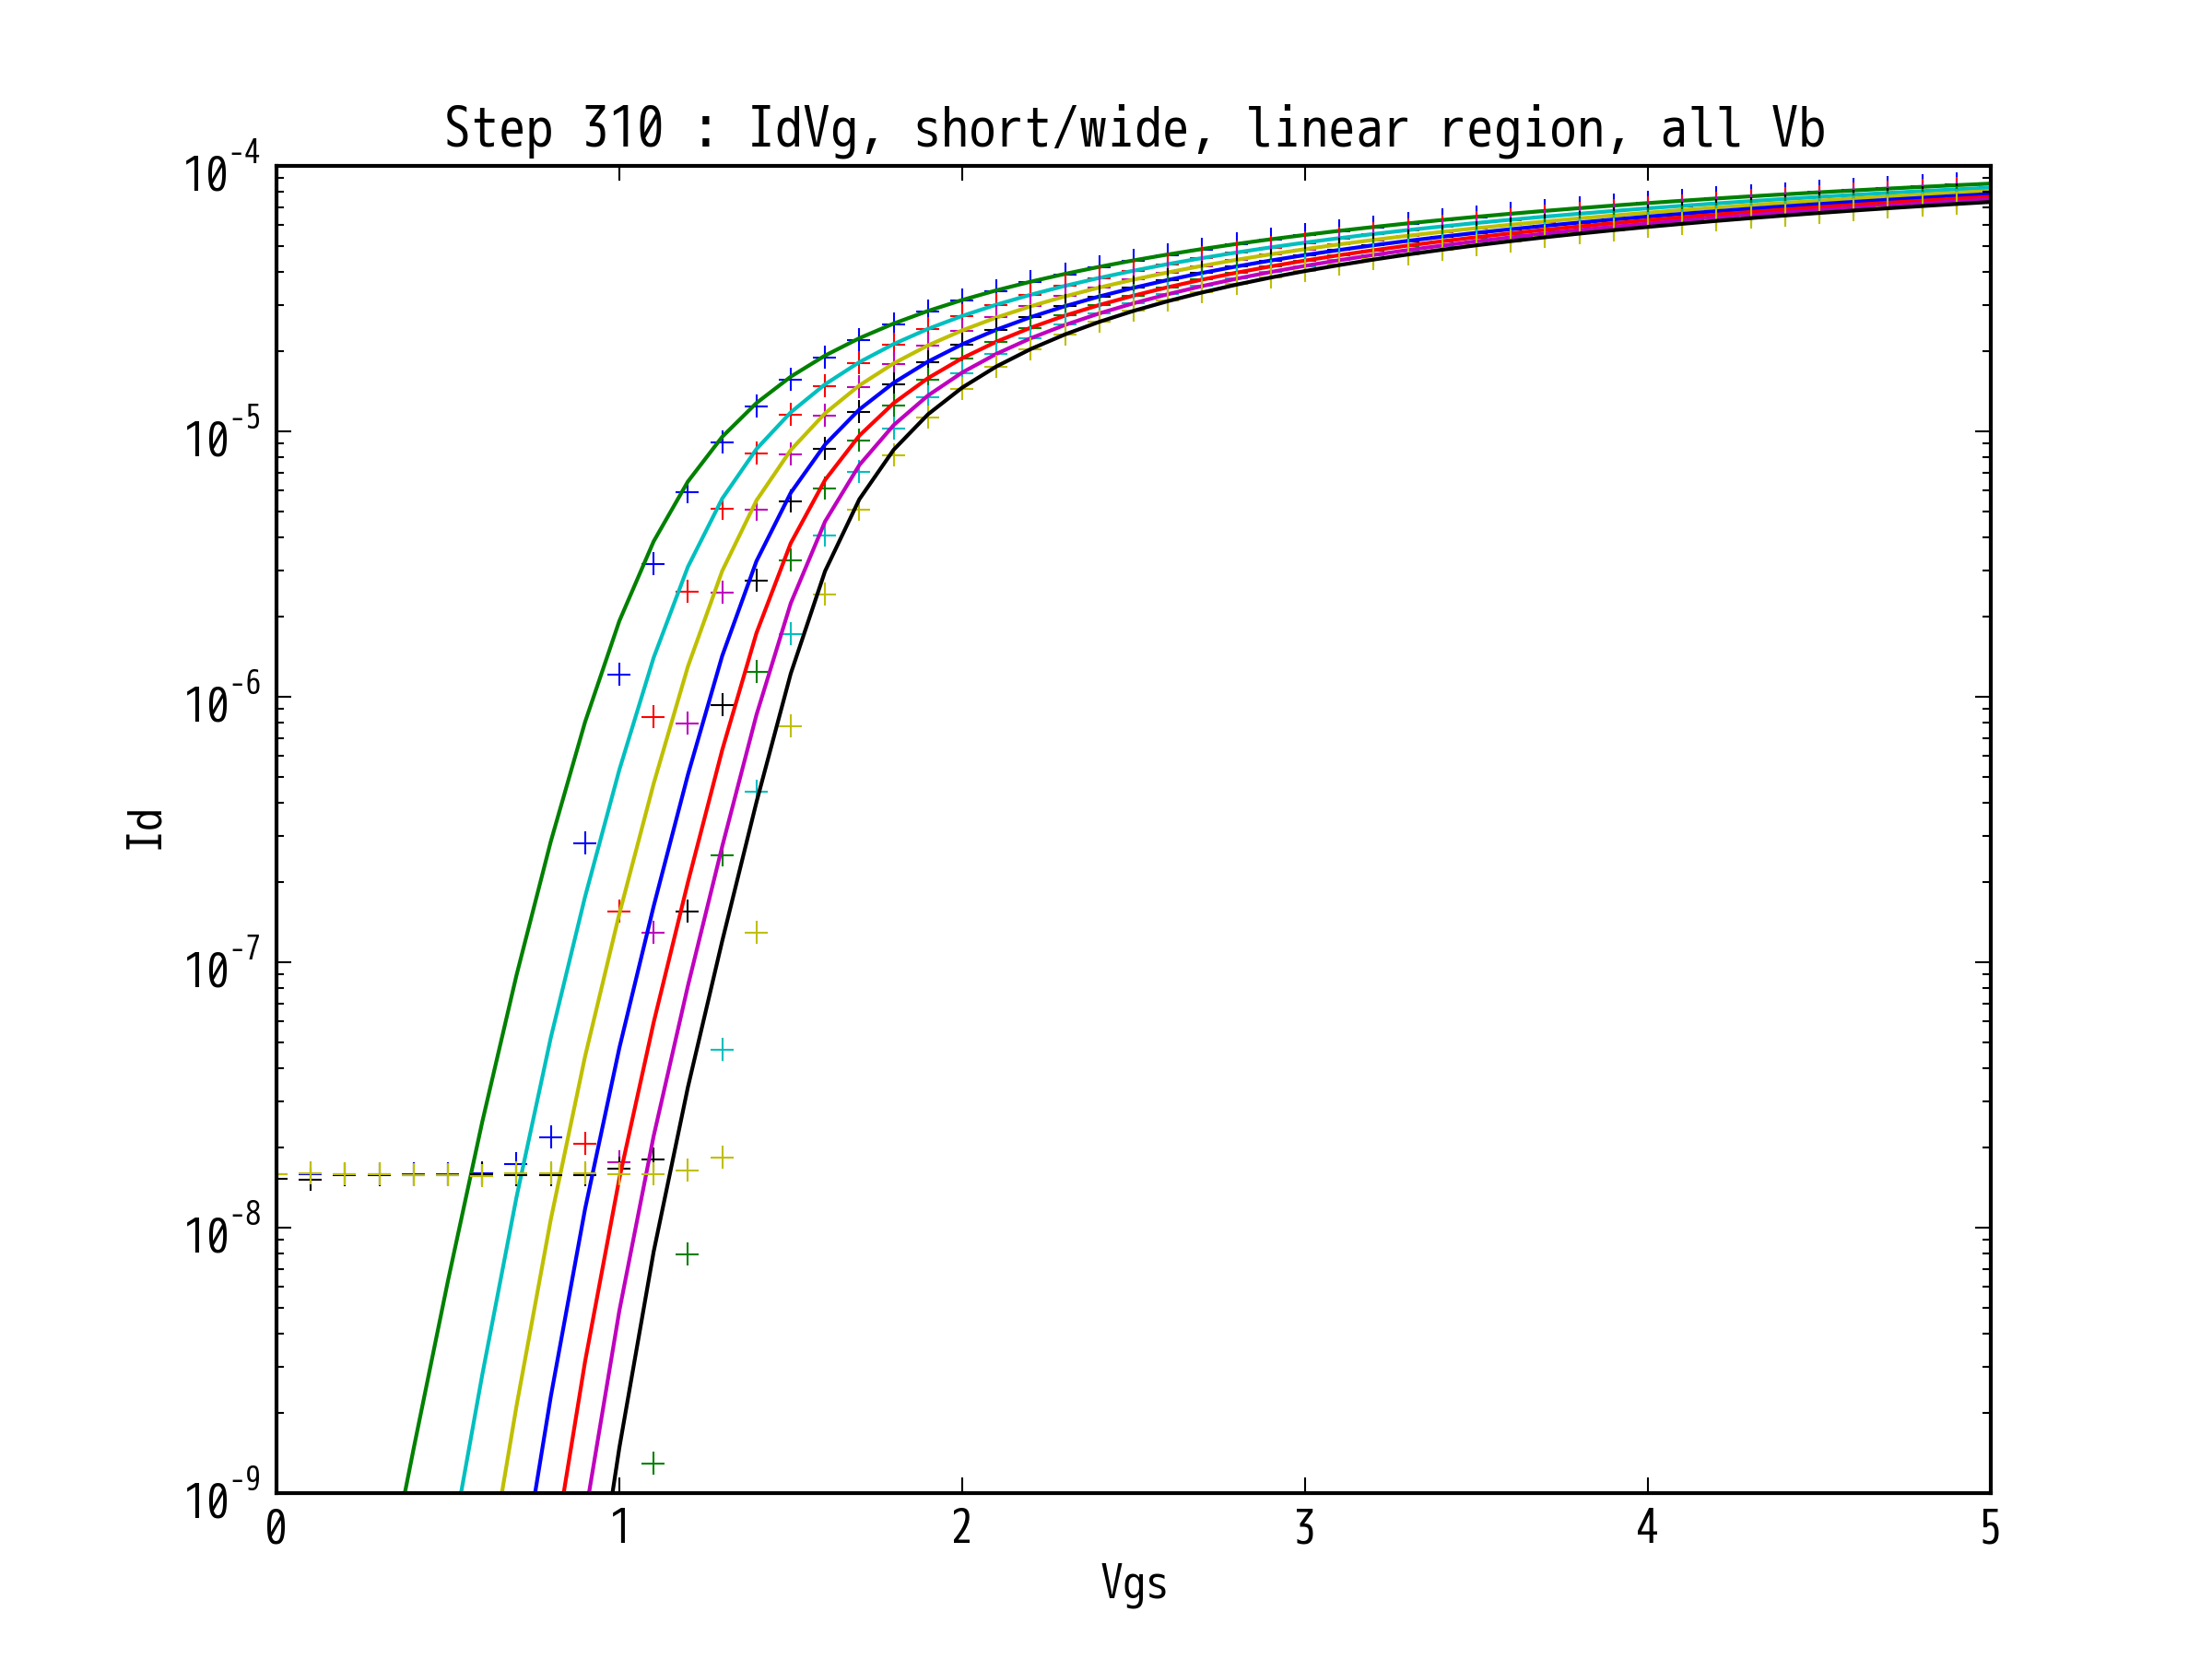 Step 310 : IdVg, short/wide, linear region, all Vb
10^-4
10^-5
10^-6
10^-7
10^-8
10^-9
Id
0 1 2 3 4 5
Vgs